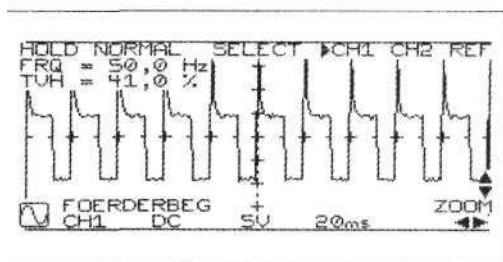 HOLD NORMAL SELECT ▶CH1 CH2 REF
FRQ = 50,0 Hz
TVH = 41,0 %
FOERDERBEG ZOOM
CH1 DC 5V 20ms